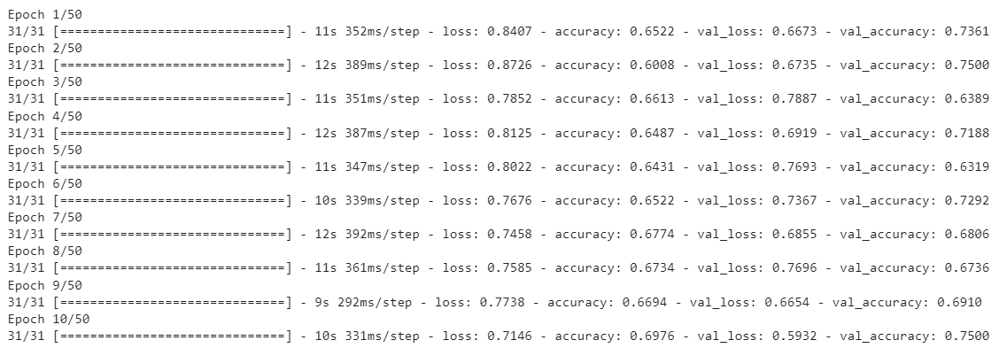 Epoch 1/50
31/31 [==============================] - 11s 352ms/step - loss: 0.8407 - accuracy: 0.6522 - val_loss: 0.6673 - val_accuracy: 0.7361
Epoch 2/50
31/31 [==============================] - 12s 389ms/step - loss: 0.8726 - accuracy: 0.6008 - val_loss: 0.6735 - val_accuracy: 0.7500
Epoch 3/50
31/31 [==============================] - 11s 351ms/step - loss: 0.7852 - accuracy: 0.6613 - val_loss: 0.7887 - val_accuracy: 0.6389
Epoch 4/50
31/31 [==============================] - 12s 387ms/step - loss: 0.8125 - accuracy: 0.6487 - val_loss: 0.6919 - val_accuracy: 0.7188
Epoch 5/50
31/31 [==============================] - 11s 347ms/step - loss: 0.8022 - accuracy: 0.6431 - val_loss: 0.7693 - val_accuracy: 0.6319
Epoch 6/50
31/31 [==============================] - 10s 339ms/step - loss: 0.7676 - accuracy: 0.6522 - val_loss: 0.7367 - val_accuracy: 0.7292
Epoch 7/50
31/31 [==============================] - 12s 392ms/step - loss: 0.7458 - accuracy: 0.6774 - val_loss: 0.6855 - val_accuracy: 0.6806
Epoch 8/50
31/31 [==============================] - 11s 361ms/step - loss: 0.7585 - accuracy: 0.6734 - val_loss: 0.7696 - val_accuracy: 0.6736
Epoch 9/50
31/31 [==============================] - 9s 292ms/step - loss: 0.7738 - accuracy: 0.6694 - val_loss: 0.6654 - val_accuracy: 0.6910
Epoch 10/50
31/31 [==============================] - 10s 331ms/step - loss: 0.7146 - accuracy: 0.6976 - val_loss: 0.5932 - val_accuracy: 0.7500